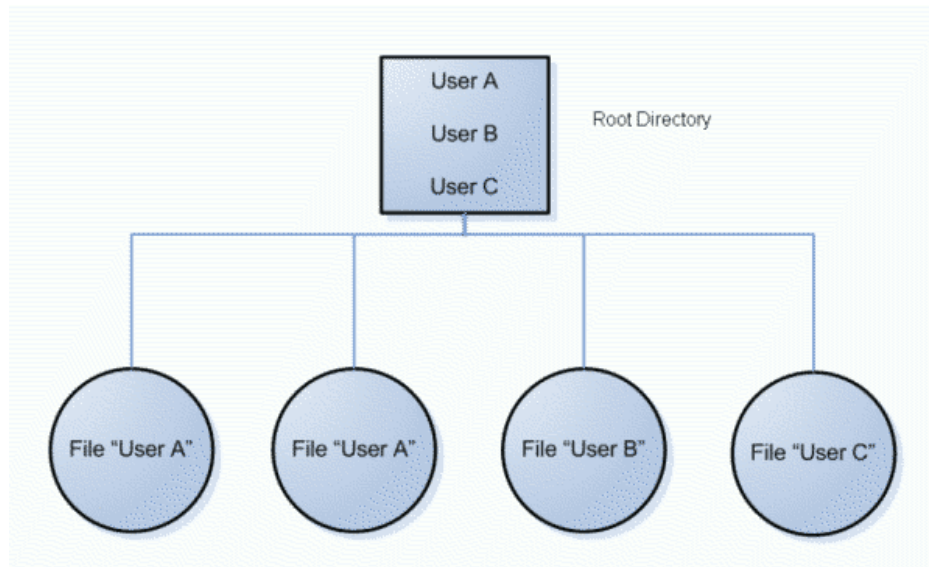 User A
User B
User C
Root Directory
File “User A”
File “User A”
File “User B”
File “User C”